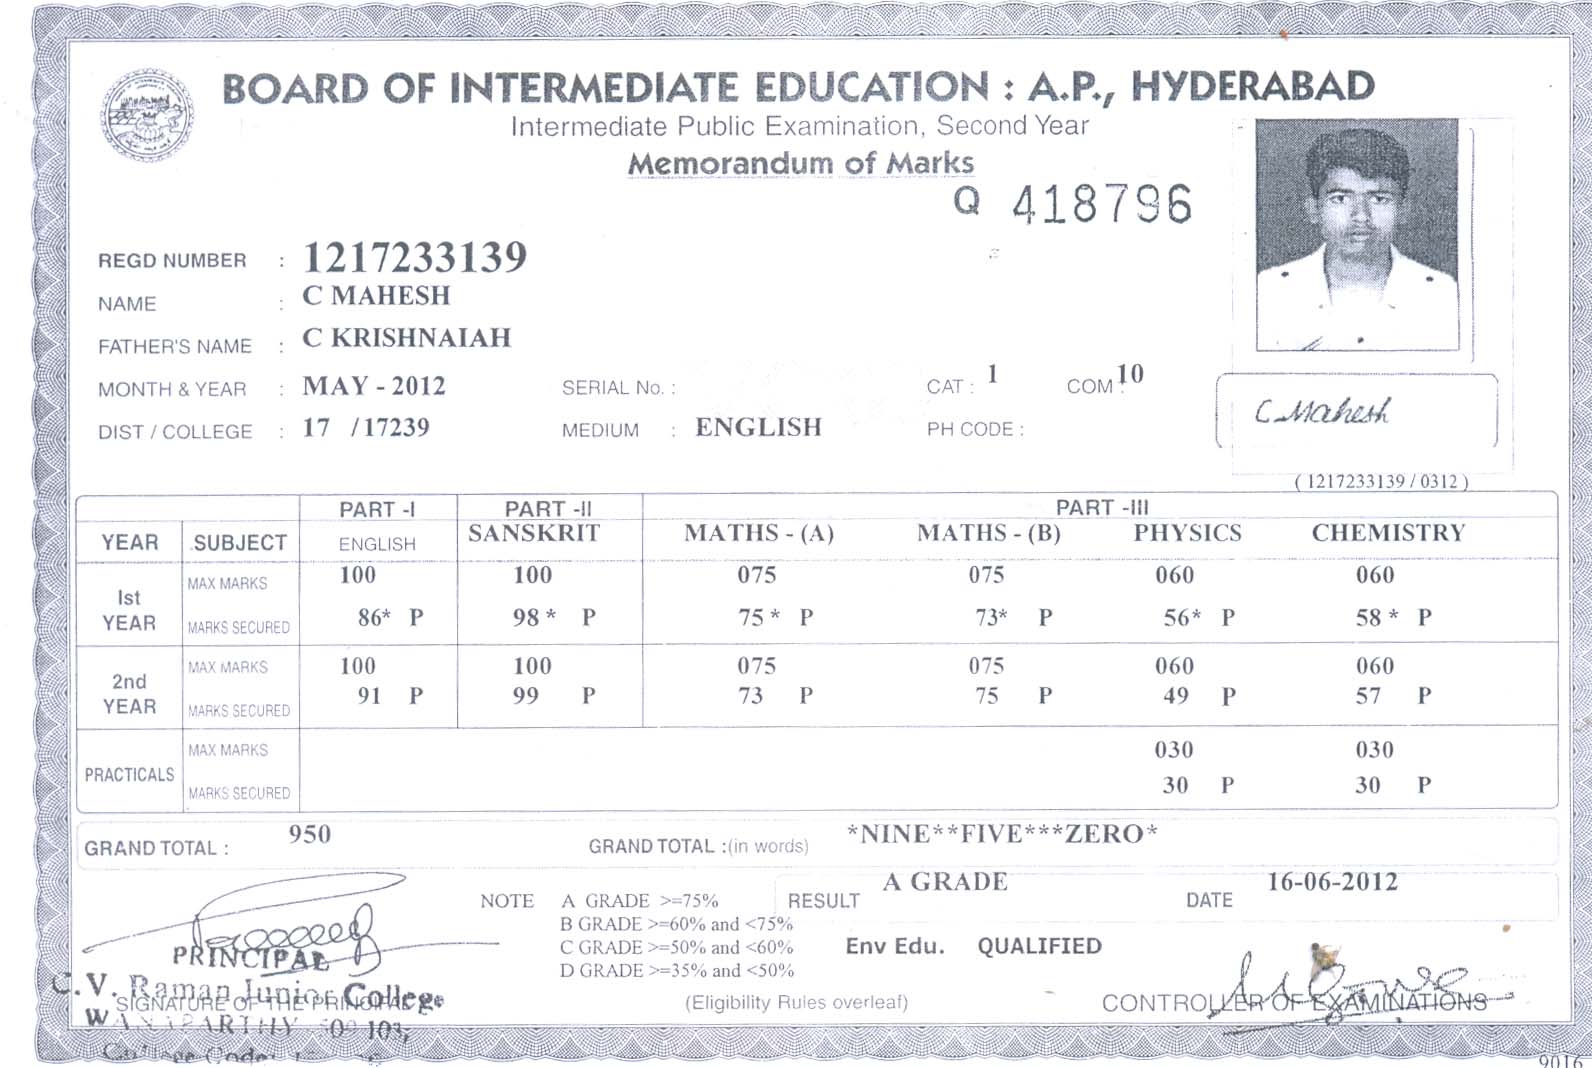 BOARD OF INTERMEDIATE EDUCATION : A.P., HYDERABAD
Intermediate Public Examination, Second Year
Memorandum of Marks
Q 418796
REGD NUMBER : 1217233139
NAME : C MAHESH
FATHER'S NAME : C KRISHNAIAH
MONTH & YEAR : MAY - 2012 SERIAL No. : CAT : 1 COM : 10
DIST / COLLEGE : 17 /17239 MEDIUM : ENGLISH PH CODE :
C Mahesh
( 1217233139 / 0312 )
PART -I PART -II PART -III
YEAR SUBJECT ENGLISH SANSKRIT MATHS - (A) MATHS - (B) PHYSICS CHEMISTRY
Ist YEAR MAX MARKS 100 100 075 075 060 060
MARKS SECURED 86* P 98 * P 75 * P 73* P 56* P 58 * P
2nd YEAR MAX MARKS 100 100 075 075 060 060
MARKS SECURED 91 P 99 P 73 P 75 P 49 P 57 P
PRACTICALS MAX MARKS 030 030
MARKS SECURED 30 P 30 P
GRAND TOTAL : 950 GRAND TOTAL :(in words) *NINE**FIVE***ZERO*
NOTE A GRADE >=75% RESULT A GRADE DATE 16-06-2012
B GRADE >=60% and <75%
C GRADE >=50% and <60% Env Edu. QUALIFIED
D GRADE >=35% and <50%
PRINCIPAL
C.V. Raman Junior College
SIGNATURE OF THE PRINCIPAL (Eligibility Rules overleaf) CONTROLLER OF EXAMINATIONS
WANAPARTHY 509 103,
College Code
9016